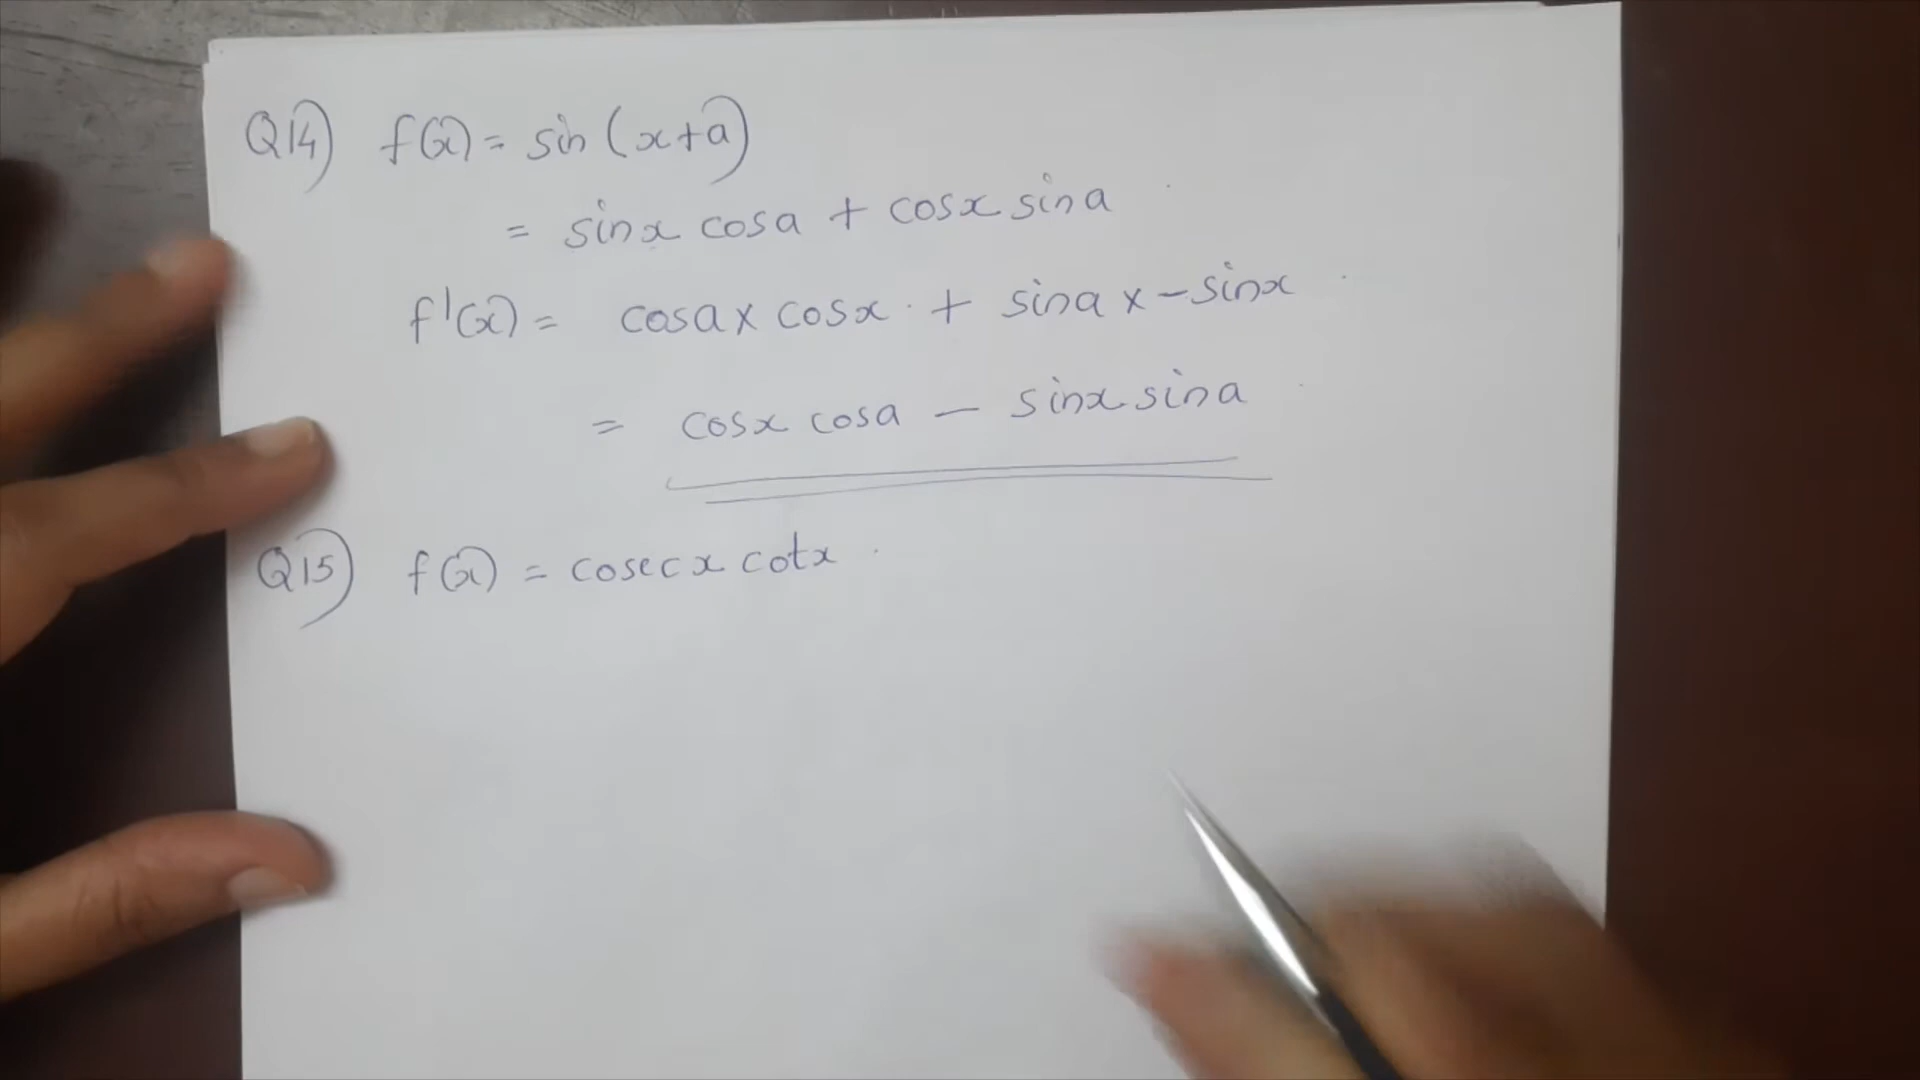 Q14) f(x) = sin (x+a)
= sinx cosa + cosx sina
f'(x) = cosa x cosx + sina x - sinx
= cosx cosa - sinx sina
Q15) f(x) = cosecx cotx